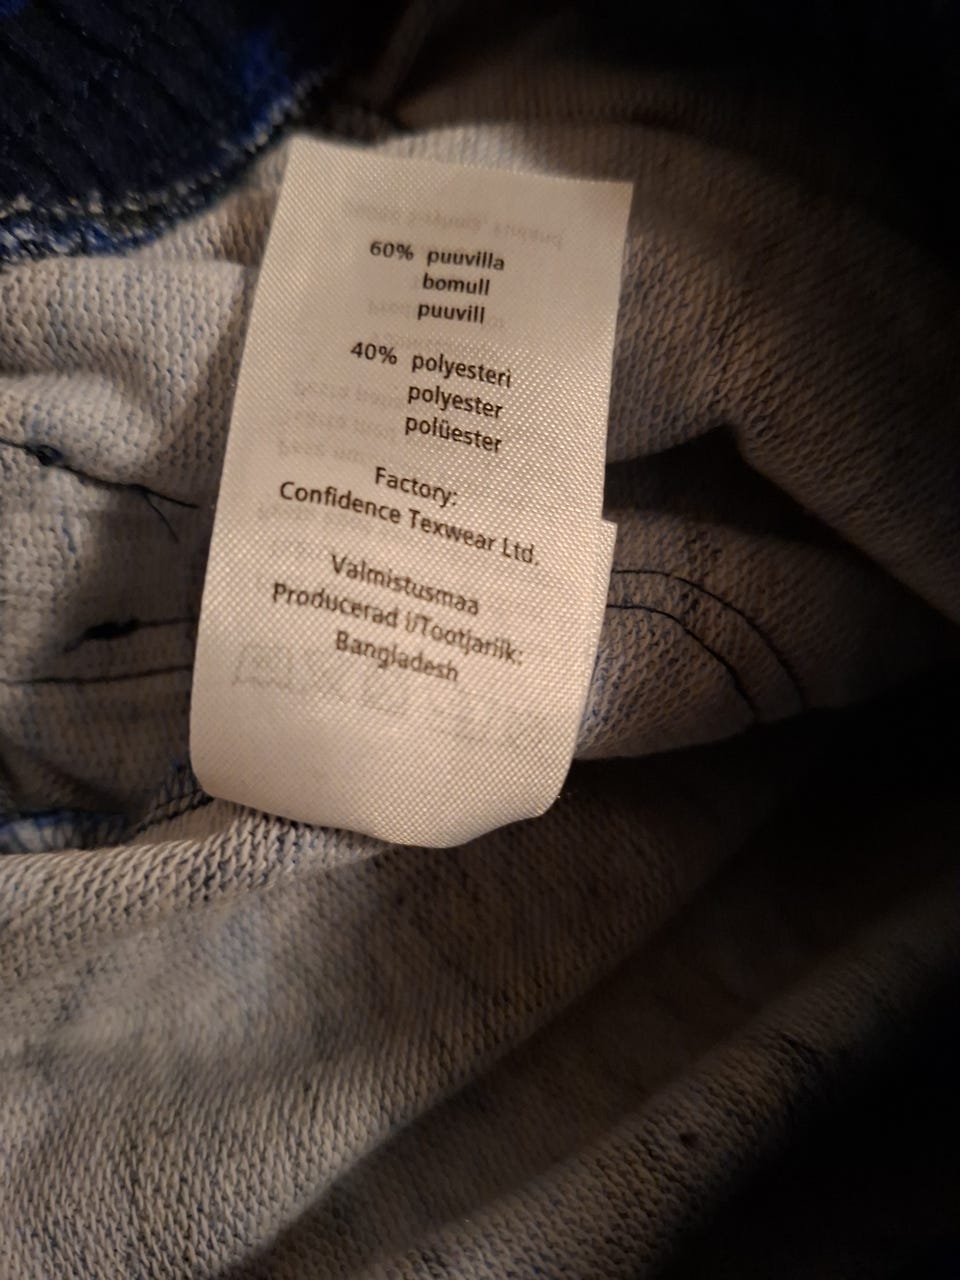 60% puuvilla
bomull
puuvill
40% polyesteri
polyester
polüester
Factory:
Confidence Texwear Ltd.
Valmistusmaa
Producerad i/Tootjariik:
Bangladesh